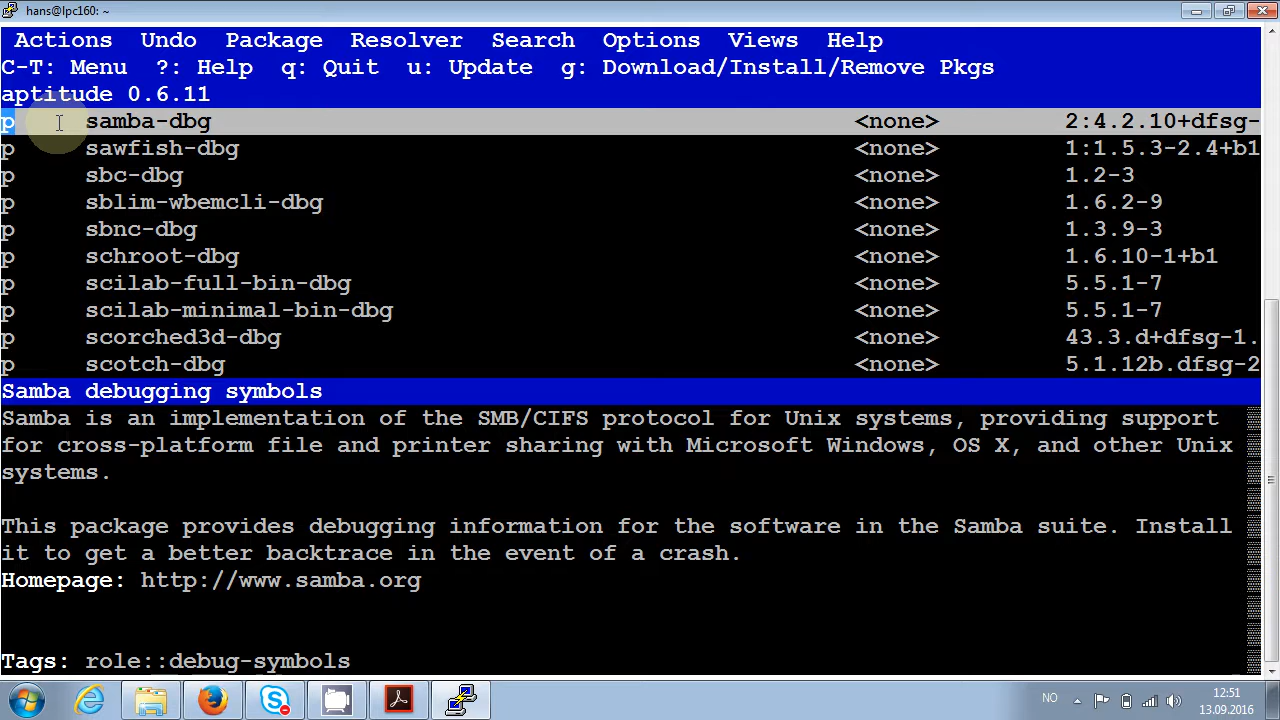 hans@lpc160: ~
Actions Undo Package Resolver Search Options Views Help
C-T: Menu ?: Help q: Quit u: Update g: Download/Install/Remove Pkgs
aptitude 0.6.11
p samba-dbg <none> 2:4.2.10+dfsg-
p sawfish-dbg <none> 1:1.5.3-2.4+b1
p sbc-dbg <none> 1.2-3
p sblim-wbemcli-dbg <none> 1.6.2-9
p sbnc-dbg <none> 1.3.9-3
p schroot-dbg <none> 1.6.10-1+b1
p scilab-full-bin-dbg <none> 5.5.1-7
p scilab-minimal-bin-dbg <none> 5.5.1-7
p scorched3d-dbg <none> 43.3.d+dfsg-1.
p scotch-dbg <none> 5.1.12b.dfsg-2
Samba debugging symbols
Samba is an implementation of the SMB/CIFS protocol for Unix systems, providing support
for cross-platform file and printer sharing with Microsoft Windows, OS X, and other Unix
systems.
This package provides debugging information for the software in the Samba suite. Install
it to get a better backtrace in the event of a crash.
Homepage: http://www.samba.org
Tags: role::debug-symbols
NO
12:51
13.09.2016